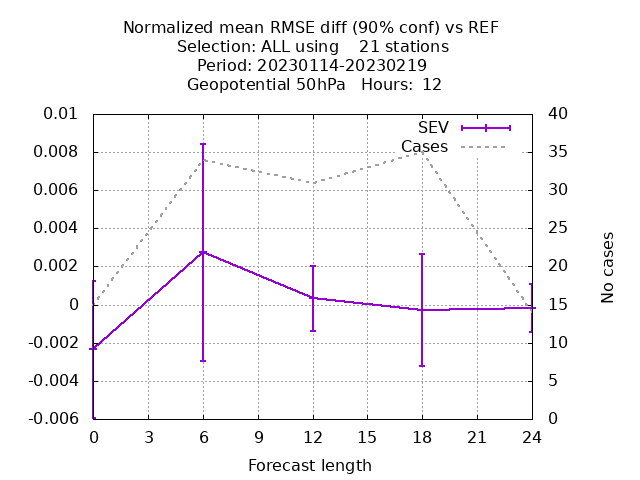 Normalized mean RMSE diff (90% conf) vs REF
Selection: ALL using    21 stations
Period: 20230114-20230219
Geopotential 50hPa   Hours:  12
SEV
Cases
0.01
0.008
0.006
0.004
0.002
0
-0.002
-0.004
-0.006
40
35
30
25
20
15
10
5
0
No cases
0 3 6 9 12 15 18 21 24
Forecast length